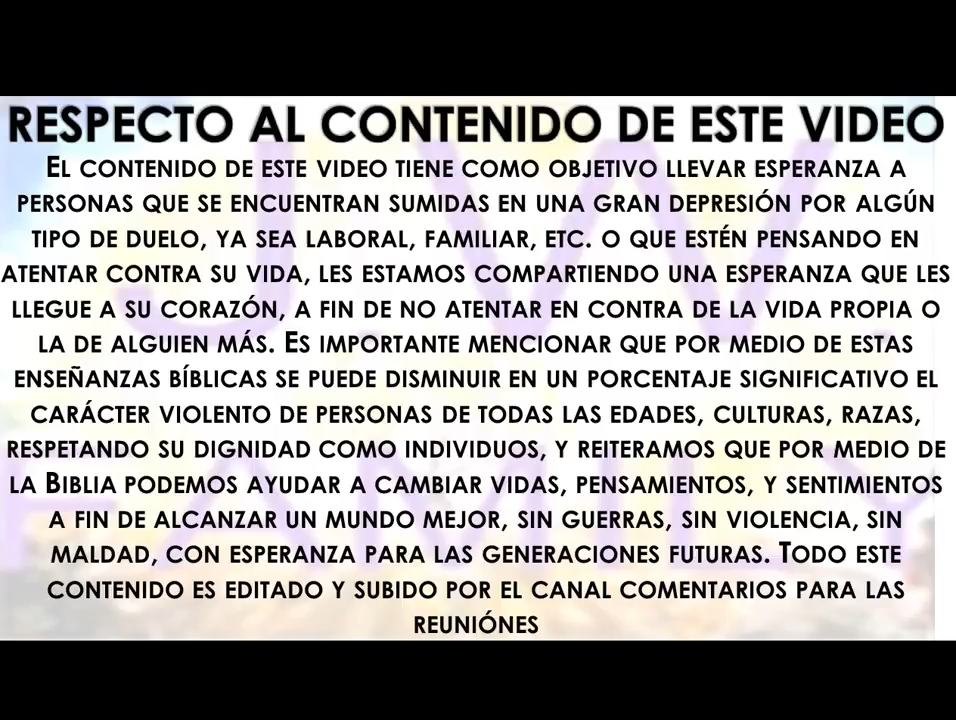 RESPECTO AL CONTENIDO DE ESTE VIDEO
EL CONTENIDO DE ESTE VIDEO TIENE COMO OBJETIVO LLEVAR ESPERANZA A
PERSONAS QUE SE ENCUENTRAN SUMIDAS EN UNA GRAN DEPRESIÓN POR ALGÚN
TIPO DE DUELO, YA SEA LABORAL, FAMILIAR, ETC. O QUE ESTÉN PENSANDO EN
ATENTAR CONTRA SU VIDA, LES ESTAMOS COMPARTIENDO UNA ESPERANZA QUE LES
LLEGUE A SU CORAZÓN, A FIN DE NO ATENTAR EN CONTRA DE LA VIDA PROPIA O
LA DE ALGUIEN MÁS. ES IMPORTANTE MENCIONAR QUE POR MEDIO DE ESTAS
ENSEÑANZAS BÍBLICAS SE PUEDE DISMINUIR EN UN PORCENTAJE SIGNIFICATIVO EL
CARÁCTER VIOLENTO DE PERSONAS DE TODAS LAS EDADES, CULTURAS, RAZAS,
RESPETANDO SU DIGNIDAD COMO INDIVIDUOS, Y REITERAMOS QUE POR MEDIO DE
LA BIBLIA PODEMOS AYUDAR A CAMBIAR VIDAS, PENSAMIENTOS, Y SENTIMIENTOS
A FIN DE ALCANZAR UN MUNDO MEJOR, SIN GUERRAS, SIN VIOLENCIA, SIN
MALDAD, CON ESPERANZA PARA LAS GENERACIONES FUTURAS. TODO ESTE
CONTENIDO ES EDITADO Y SUBIDO POR EL CANAL COMENTARIOS PARA LAS
REUNIÓNES